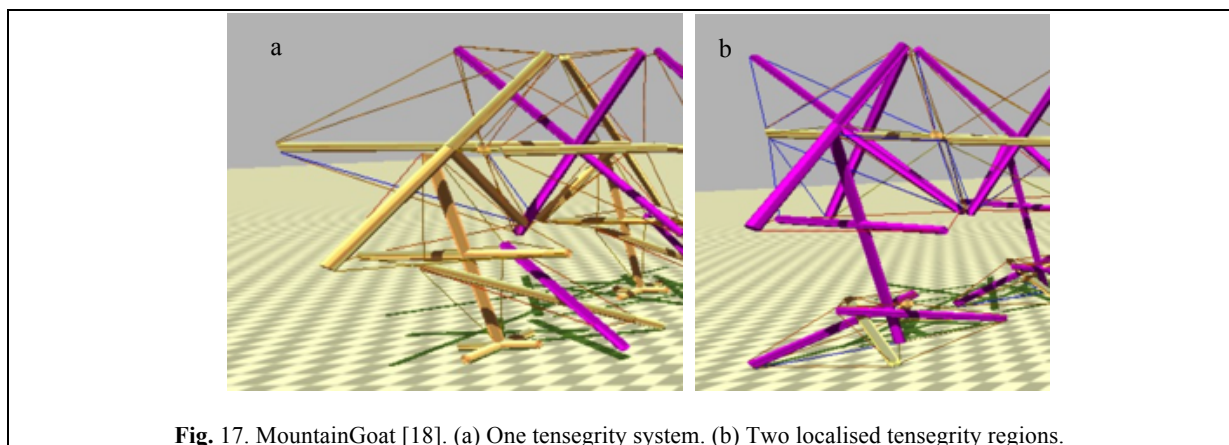 a
b
Fig. 17. MountainGoat [18]. (a) One tensegrity system. (b) Two localised tensegrity regions.